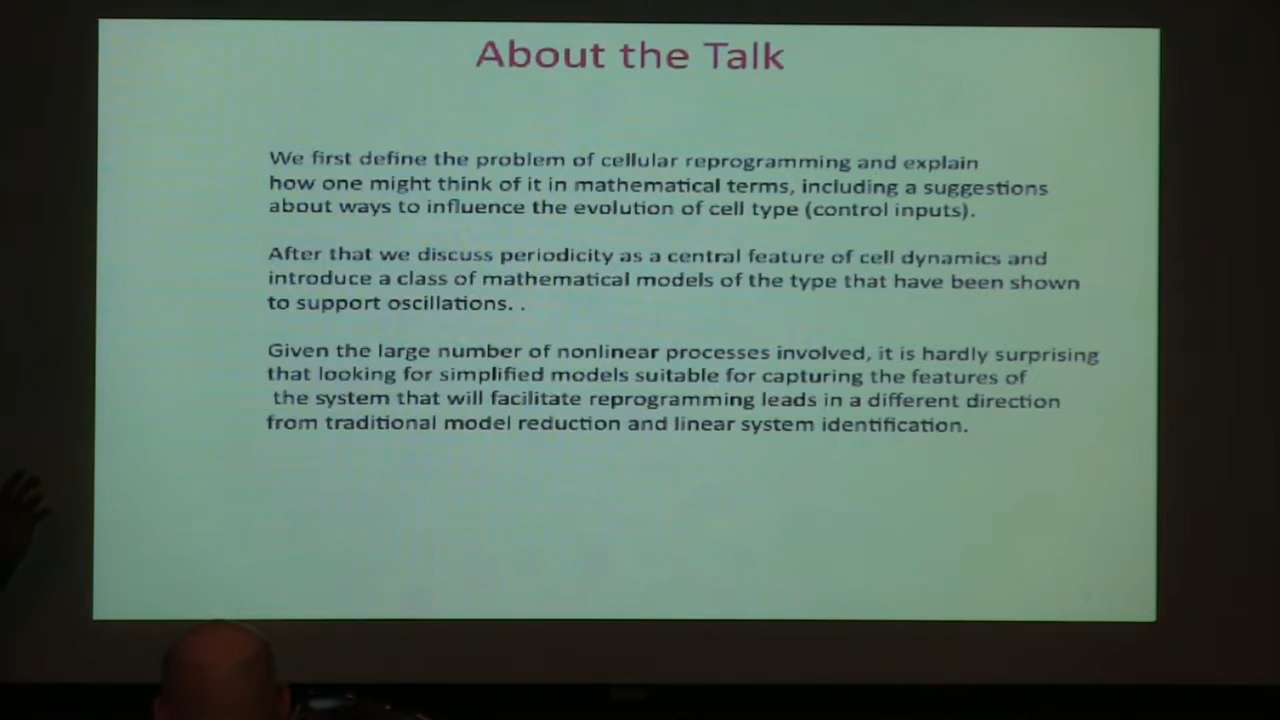 About the Talk
We first define the problem of cellular reprogramming and explain
how one might think of it in mathematical terms, including a suggestions
about ways to influence the evolution of cell type (control inputs).
After that we discuss periodicity as a central feature of cell dynamics and
introduce a class of mathematical models of the type that have been shown
to support oscillations. .
Given the large number of nonlinear processes involved, it is hardly surprising
that looking for simplified models suitable for capturing the features of
the system that will facilitate reprogramming leads in a different direction
from traditional model reduction and linear system identification.